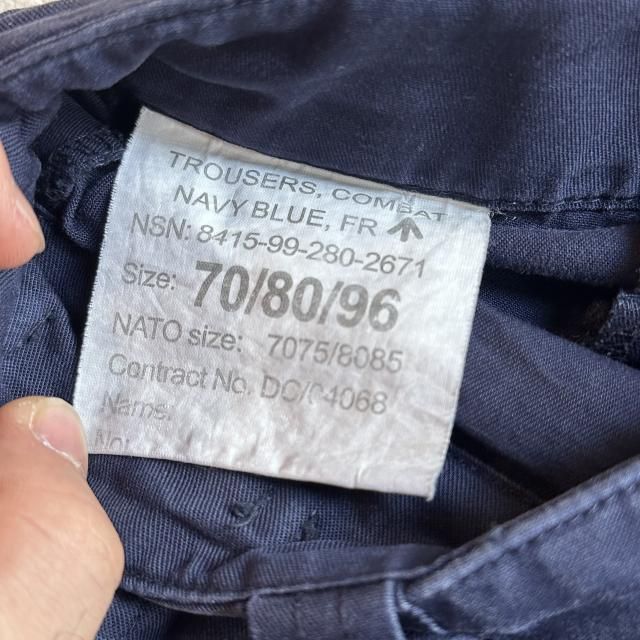 TROUSERS, COMBAT
NAVY BLUE, FR
NSN: 8415-99-280-2671
Size: 70/80/96
NATO size: 7075/8085
Contract No. DC/C4068
Name:
No: